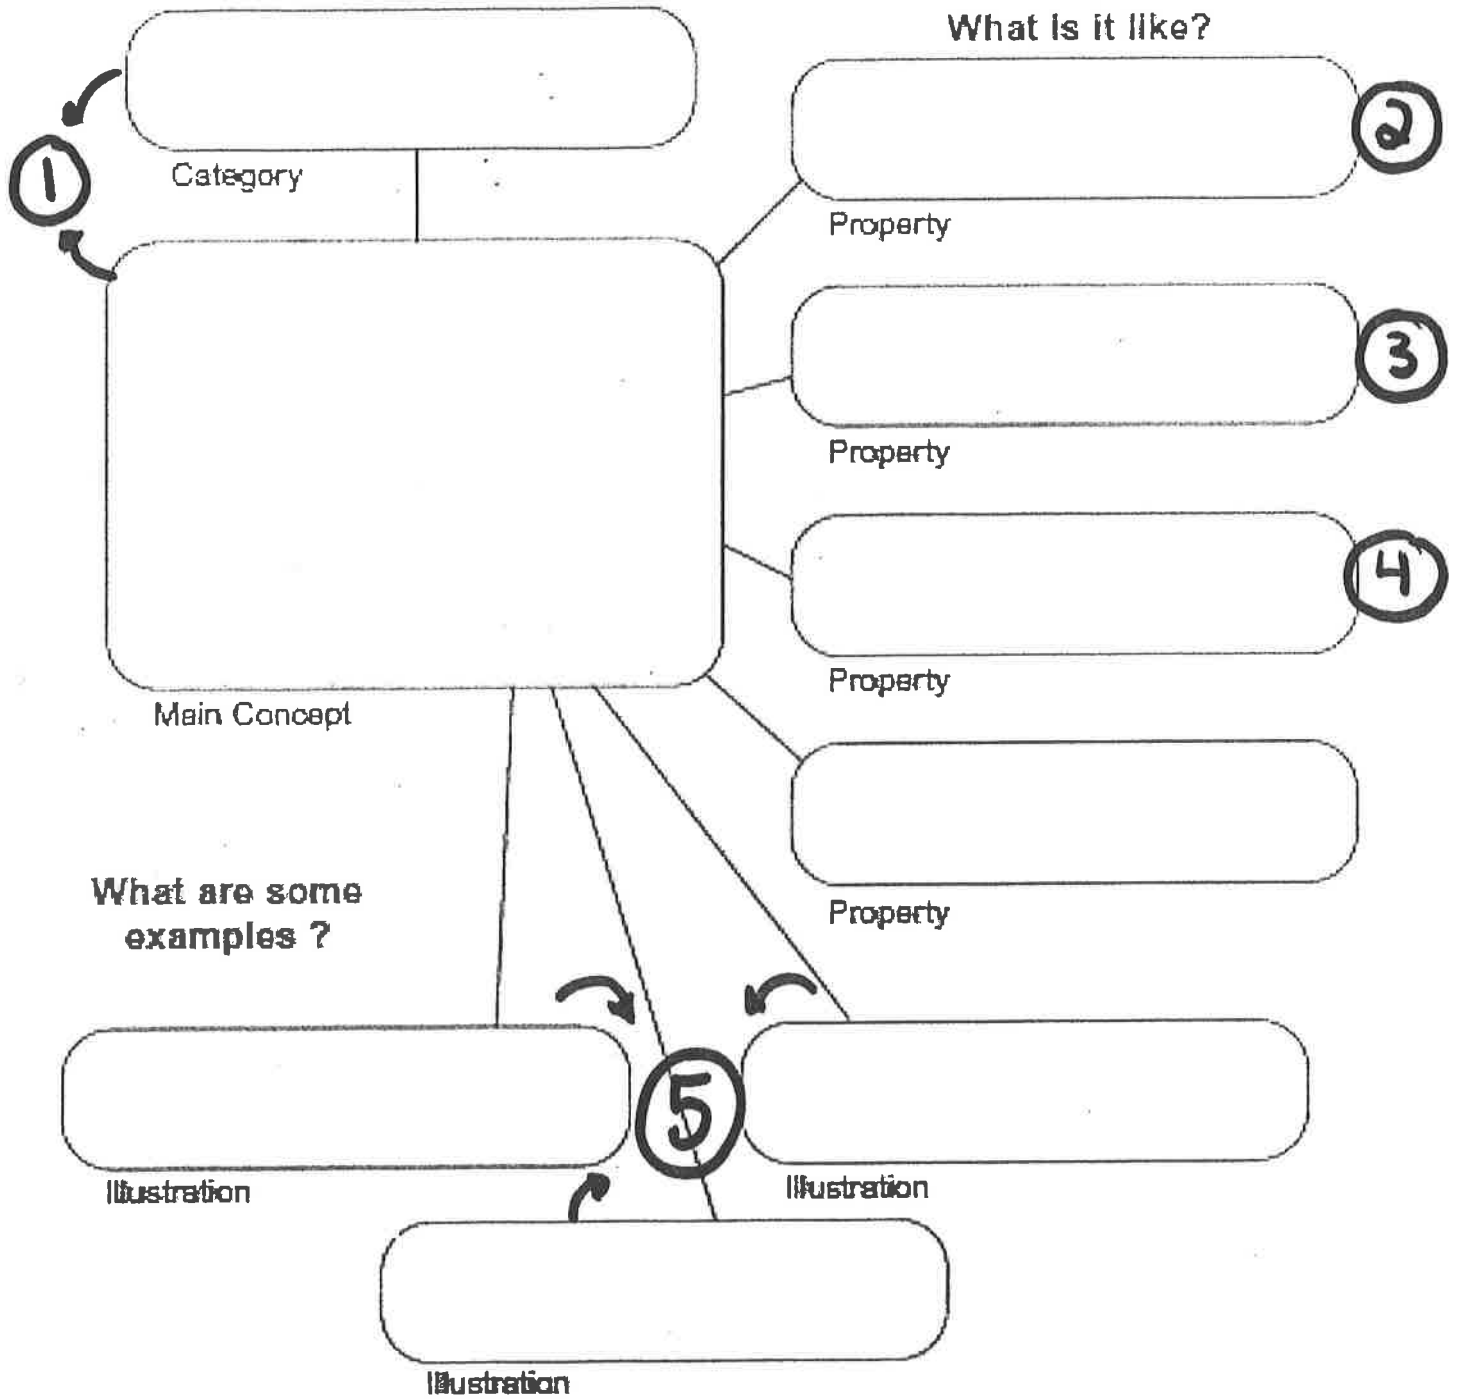 What Is it like?
2
Category
1
Property
3
Property
4
Property
Main Concept
Property
What are some
examples ?
5
Illustration
Illustration
Illustration